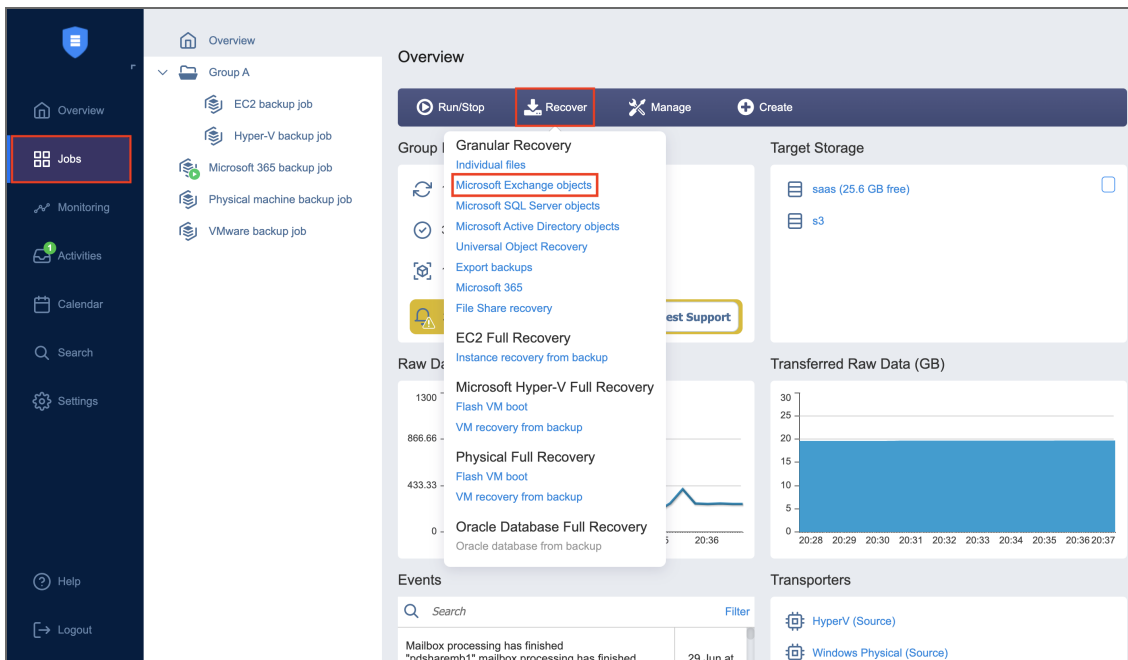 Overview
Jobs
Monitoring
1
Activities
Calendar
Search
Settings
Help
Logout
Overview
Group A
EC2 backup job
Hyper-V backup job
Microsoft 365 backup job
Physical machine backup job
VMware backup job
Overview
Run/Stop
Recover
Manage
Create
Group
Granular Recovery
Individual files
Microsoft Exchange objects
Microsoft SQL Server objects
Microsoft Active Directory objects
Universal Object Recovery
Export backups
Microsoft 365
File Share recovery
EC2 Full Recovery
Instance recovery from backup
Microsoft Hyper-V Full Recovery
Flash VM boot
VM recovery from backup
Physical Full Recovery
Flash VM boot
VM recovery from backup
Oracle Database Full Recovery
Oracle database from backup
est Support
Target Storage
saas (25.6 GB free)
s3
Raw Da
1300
866.66
433.33
0
20:36
Transferred Raw Data (GB)
30
25
20
15
10
5
0
20:28 20:29 20:30 20:31 20:32 20:33 20:34 20:35 20:36 20:37
Events
Search
Filter
Mailbox processing has finished
"ndsharemb1" mailbox processing has finished
29 Jun at
Transporters
HyperV (Source)
Windows Physical (Source)